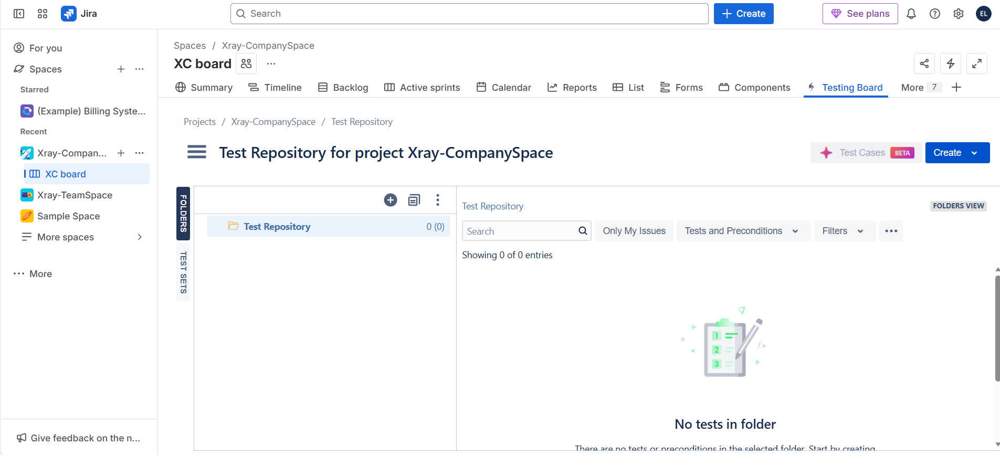 Jira
Search
Create
See plans
EL
For you
Spaces
Starred
(Example) Billing Syste...
Recent
Xray-Compan...
XC board
Xray-TeamSpace
Sample Space
More spaces
More
Give feedback on the n...
Spaces / Xray-CompanySpace
XC board
Summary Timeline Backlog Active sprints Calendar Reports List Forms Components Testing Board More 7
Projects / Xray-CompanySpace / Test Repository
Test Repository for project Xray-CompanySpace
Test Cases BETA Create
FOLDERS
TEST SETS
Test Repository 0 (0)
Test Repository
FOLDERS VIEW
Search Only My Issues Tests and Preconditions Filters
Showing 0 of 0 entries
1
2
3
</>
No tests in folder
There are no tests or preconditions in the selected folder. Start by creating